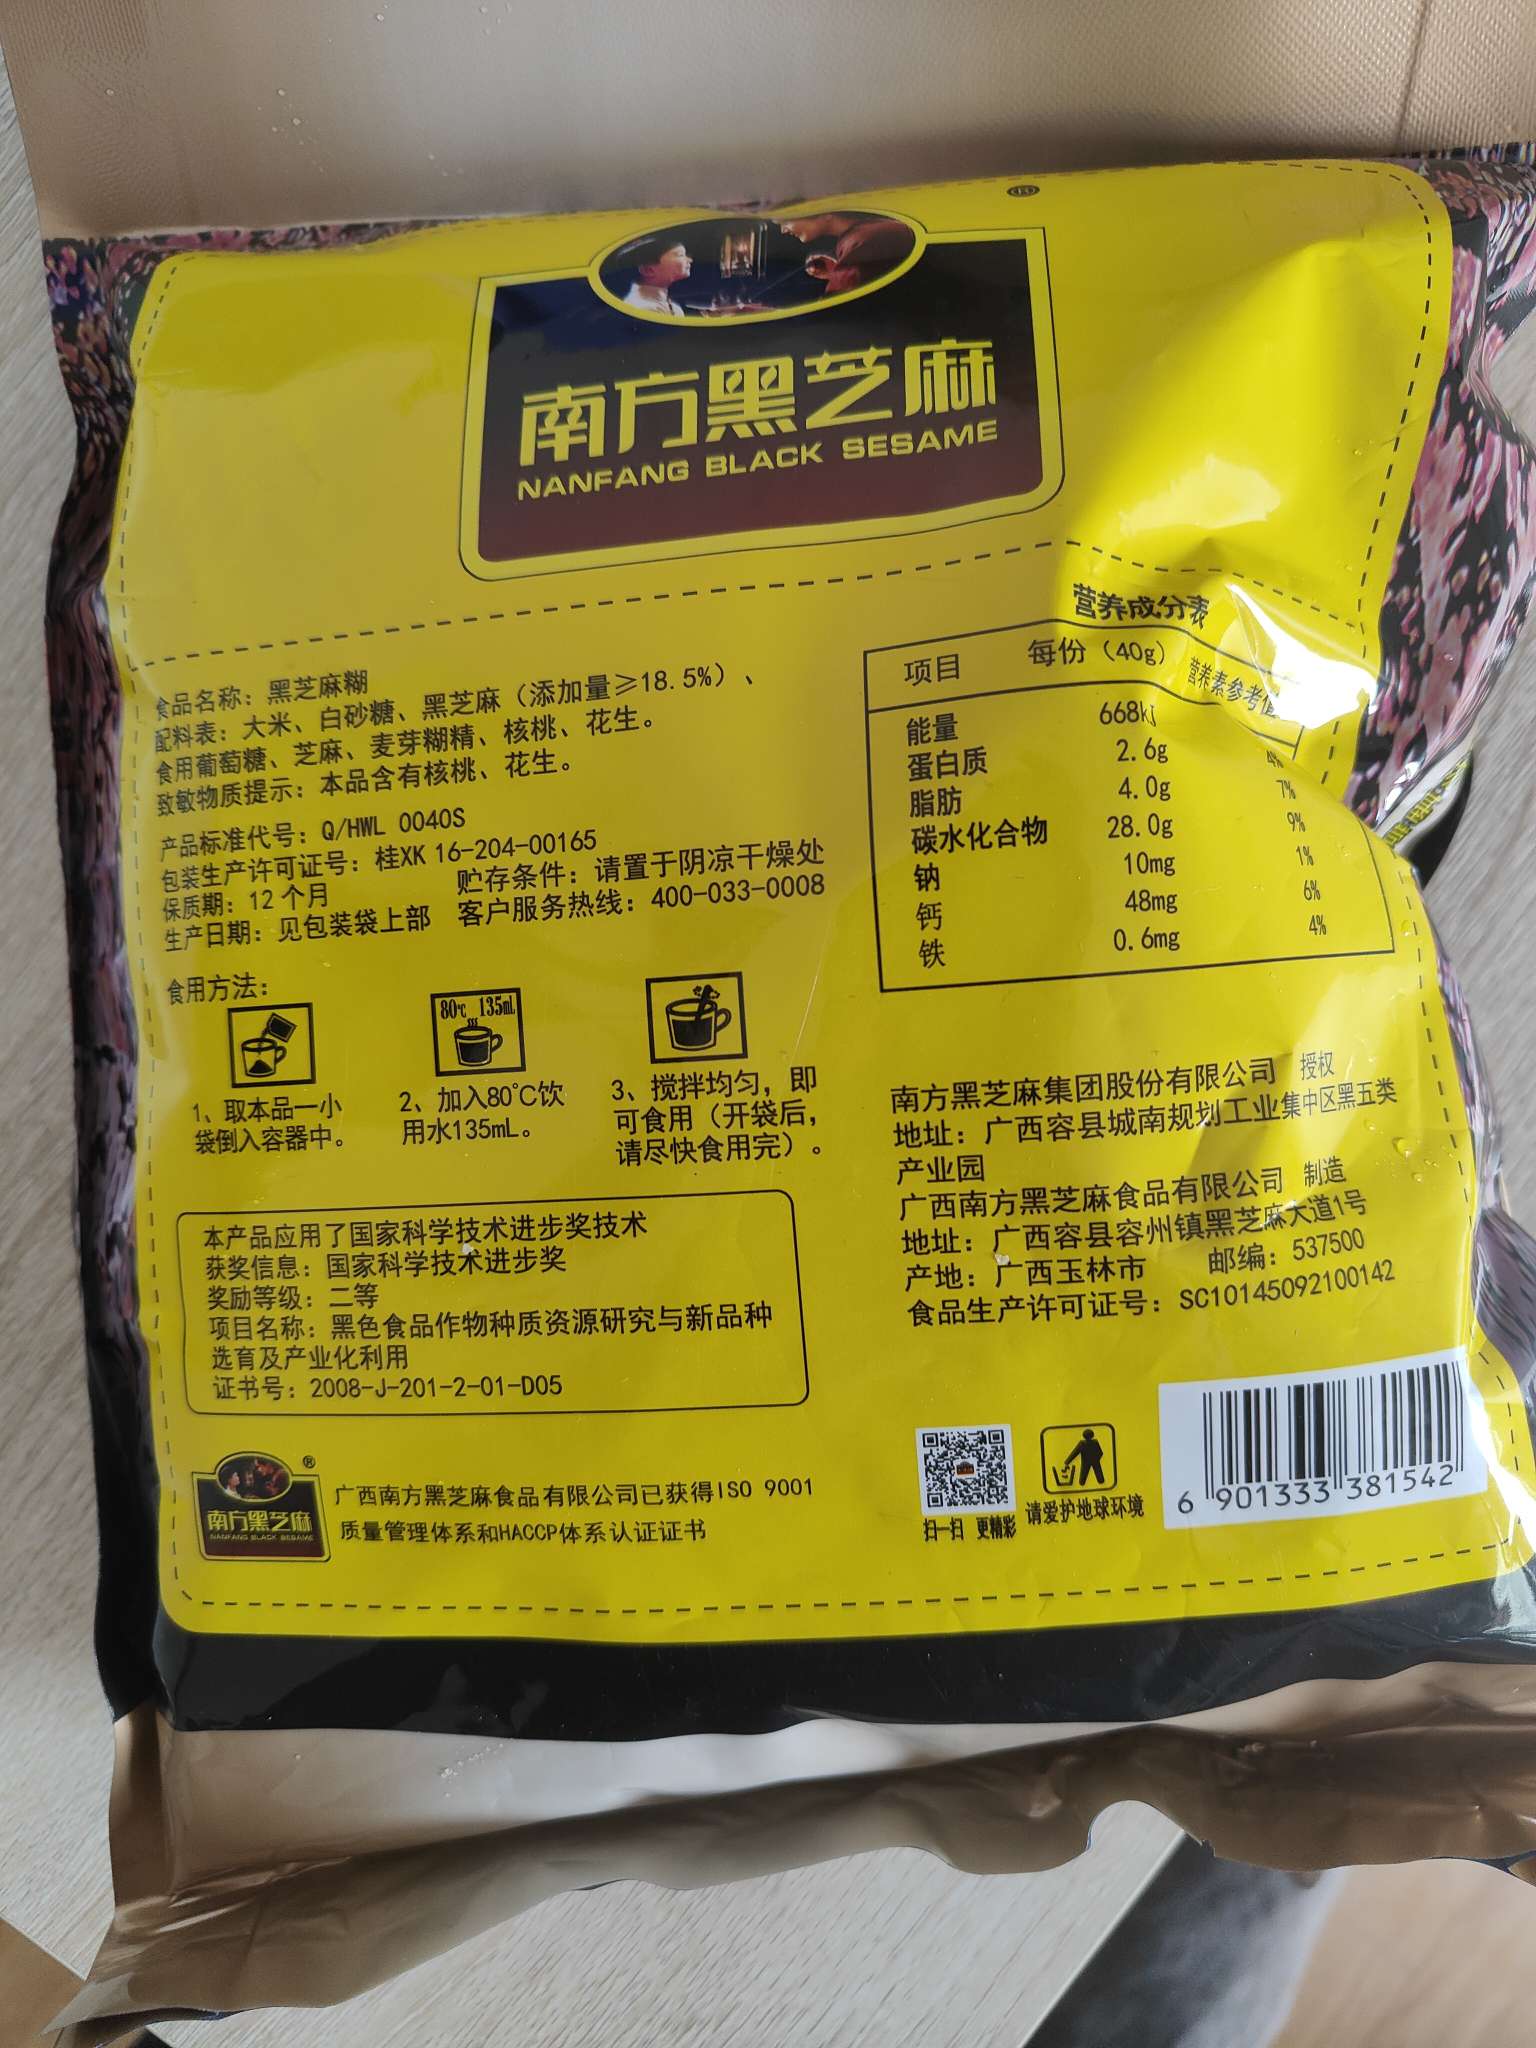 南方黑芝麻
NANFANG BLACK SESAME
食品名称：黑芝麻糊
配料表：大米、白砂糖、黑芝麻（添加量≥18.5%）、
食用葡萄糖、芝麻、麦芽糊精、核桃、花生。
致敏物质提示：本品含有核桃、花生。
产品标准代号：Q/HWL 0040S
包装生产许可证号：桂XK 16-204-00165
保质期：12个月 贮存条件：请置于阴凉干燥处
生产日期：见包装袋上部 客户服务热线：400-033-0008
食用方法：
80℃ 135mL
1、取本品一小
袋倒入容器中。
2、加入80℃饮
用水135mL。
3、搅拌均匀，即
可食用（开袋后，
请尽快食用完）。
本产品应用了国家科学技术进步奖技术
获奖信息：国家科学技术进步奖
奖励等级：二等
项目名称：黑色食品作物种质资源研究与新品种
选育及产业化利用
证书号：2008-J-201-2-01-D05
南方黑芝麻
NANFANG BLACK SESAME
®
广西南方黑芝麻食品有限公司已获得ISO 9001
质量管理体系和HACCP体系认证证书
营养成分表
项目 每份（40g） 营养素参考值
能量 668kJ
蛋白质 2.6g 4%
脂肪 4.0g 7%
碳水化合物 28.0g 9%
钠 10mg 1%
钙 48mg 6%
铁 0.6mg 4%
南方黑芝麻集团股份有限公司 授权
地址：广西容县城南规划工业集中区黑五类
产业园
广西南方黑芝麻食品有限公司 制造
地址：广西容县容州镇黑芝麻大道1号
产地：广西玉林市 邮编：537500
食品生产许可证号：SC10145092100142
扫一扫 更精彩
请爱护地球环境
6 901333 381542